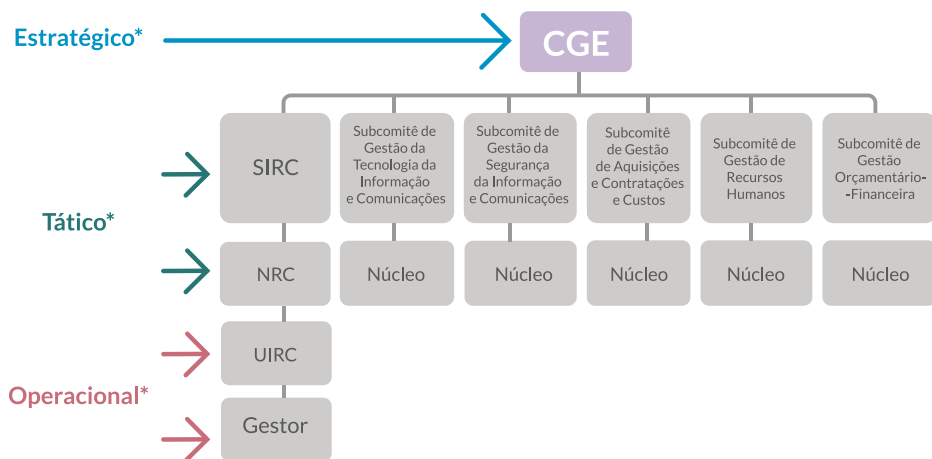 Estratégico*
CGE
SIRC
Subcomitê de
Gestão da
Tecnologia da
Informação
e Comunicações
Subcomitê de
Gestão da
Segurança
da Informação
e Comunicações
Subcomitê
de Gestão
de Aquisições
e Contratações
e Custos
Subcomitê de
Gestão de
Recursos
Humanos
Subcomitê de
Gestão
Orçamentário-
-Financeira
Tático*
NRC
Núcleo
Núcleo
Núcleo
Núcleo
Núcleo
UIRC
Operacional*
Gestor